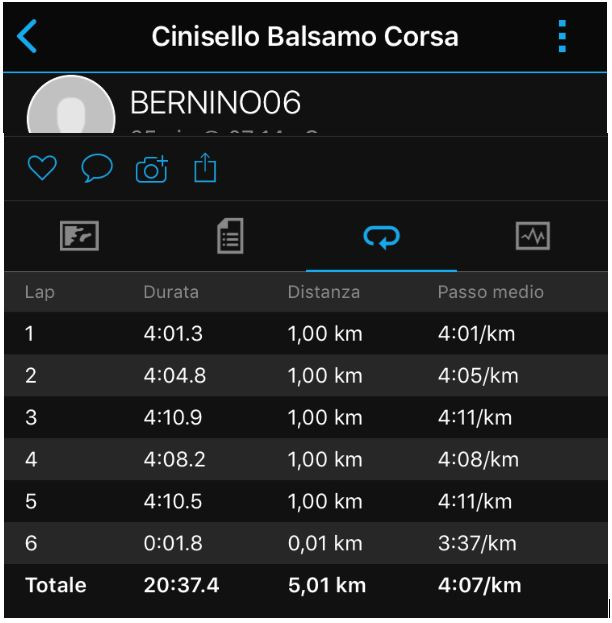 Cinisello Balsamo Corsa
BERNINO06
Lap Durata Distanza Passo medio
1 4:01.3 1,00 km 4:01/km
2 4:04.8 1,00 km 4:05/km
3 4:10.9 1,00 km 4:11/km
4 4:08.2 1,00 km 4:08/km
5 4:10.5 1,00 km 4:11/km
6 0:01.8 0,01 km 3:37/km
Totale 20:37.4 5,01 km 4:07/km